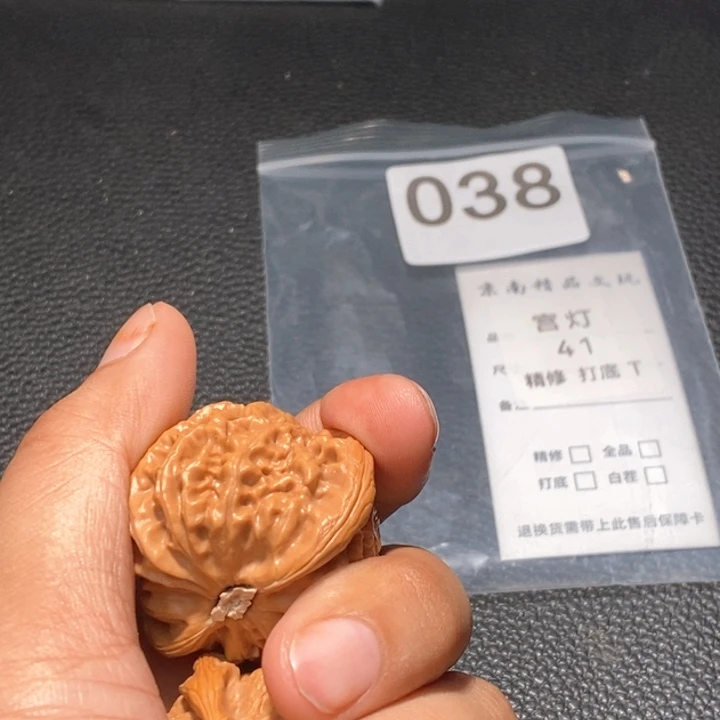 038
京南精品文玩
品
宫灯
41
尺
精修 打底 T
备
精修 □ 全品 □
打底 □ 白茬 □
退换货需带上此售后保障卡